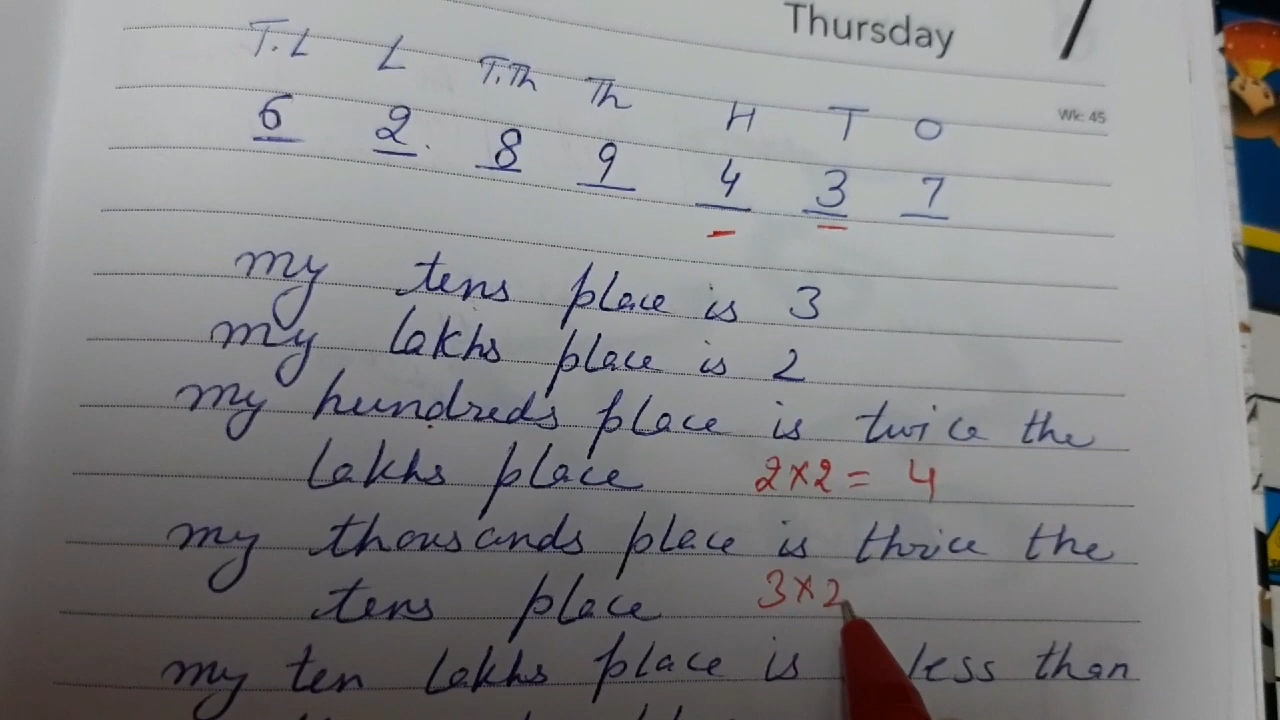 Thursday
7
Wk: 45
T.L L T.Th Th H T O
6 2. 8 9 4 3 7
my tens place is 3
my lakhs place is 2
my hundreds place is twice the
lakhs place 2×2 = 4
my thousands place is thrice the
tens place 3×2
my ten lakhs place is less than